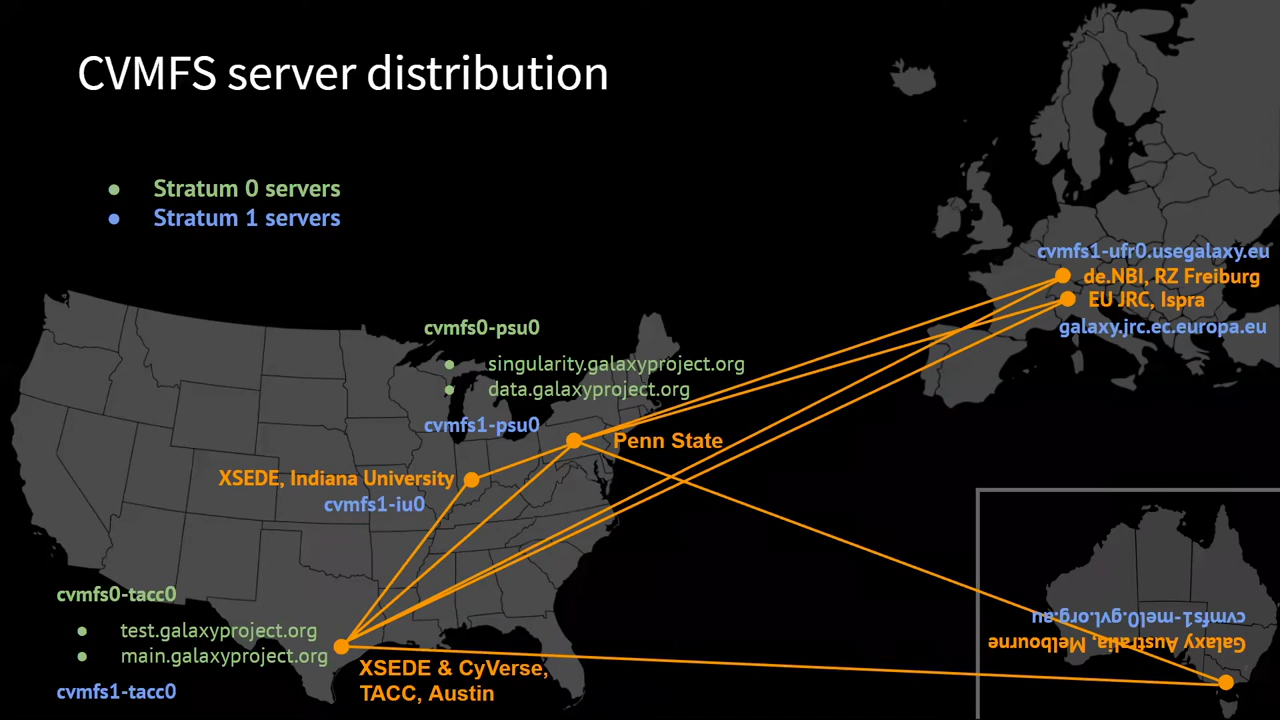 CVMFS server distribution
● Stratum 0 servers
● Stratum 1 servers
cvmfs1-ufr0.usegalaxy.eu
de.NBI, RZ Freiburg
EU JRC, Ispra
galaxy.jrc.ec.europa.eu
cvmfs0-psu0
● singularity.galaxyproject.org
● data.galaxyproject.org
cvmfs1-psu0
Penn State
XSEDE, Indiana University
cvmfs1-iu0
cvmfs0-tacc0
● test.galaxyproject.org
● main.galaxyproject.org
cvmfs1-tacc0
XSEDE & CyVerse,
TACC, Austin
Galaxy Australia, Melbourne
cvmfs1-mel0.gvl.org.au